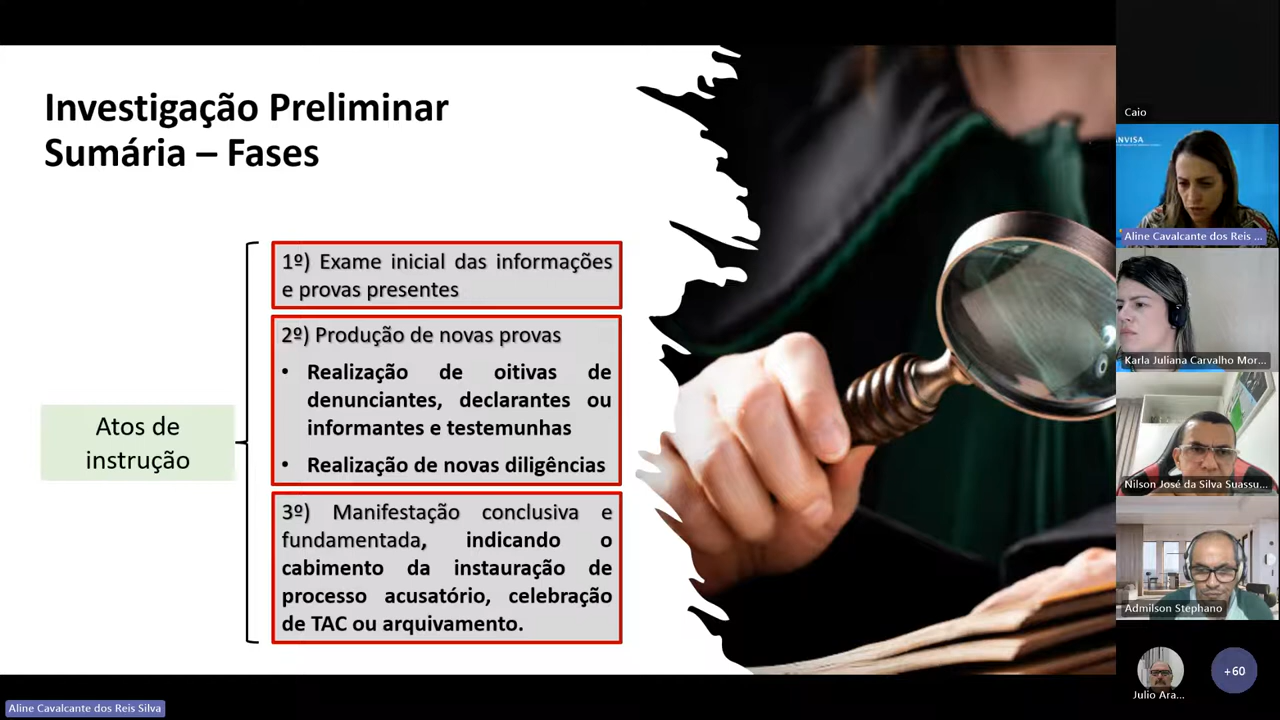 Investigação Preliminar
Sumária – Fases
Atos de
instrução
1º) Exame inicial das informações
e provas presentes
2º) Produção de novas provas
• Realização de oitivas de
denunciantes, declarantes ou
informantes e testemunhas
• Realização de novas diligências
3º) Manifestação conclusiva e
fundamentada, indicando o
cabimento da instauração de
processo acusatório, celebração
de TAC ou arquivamento.
Caio
ANVISA
Aline Cavalcante dos Reis ...
Karla Juliana Carvalho Mor...
Nilson José da Silva Suassu...
Admilson Stephano
Julio Ara...
+60
Aline Cavalcante dos Reis Silva